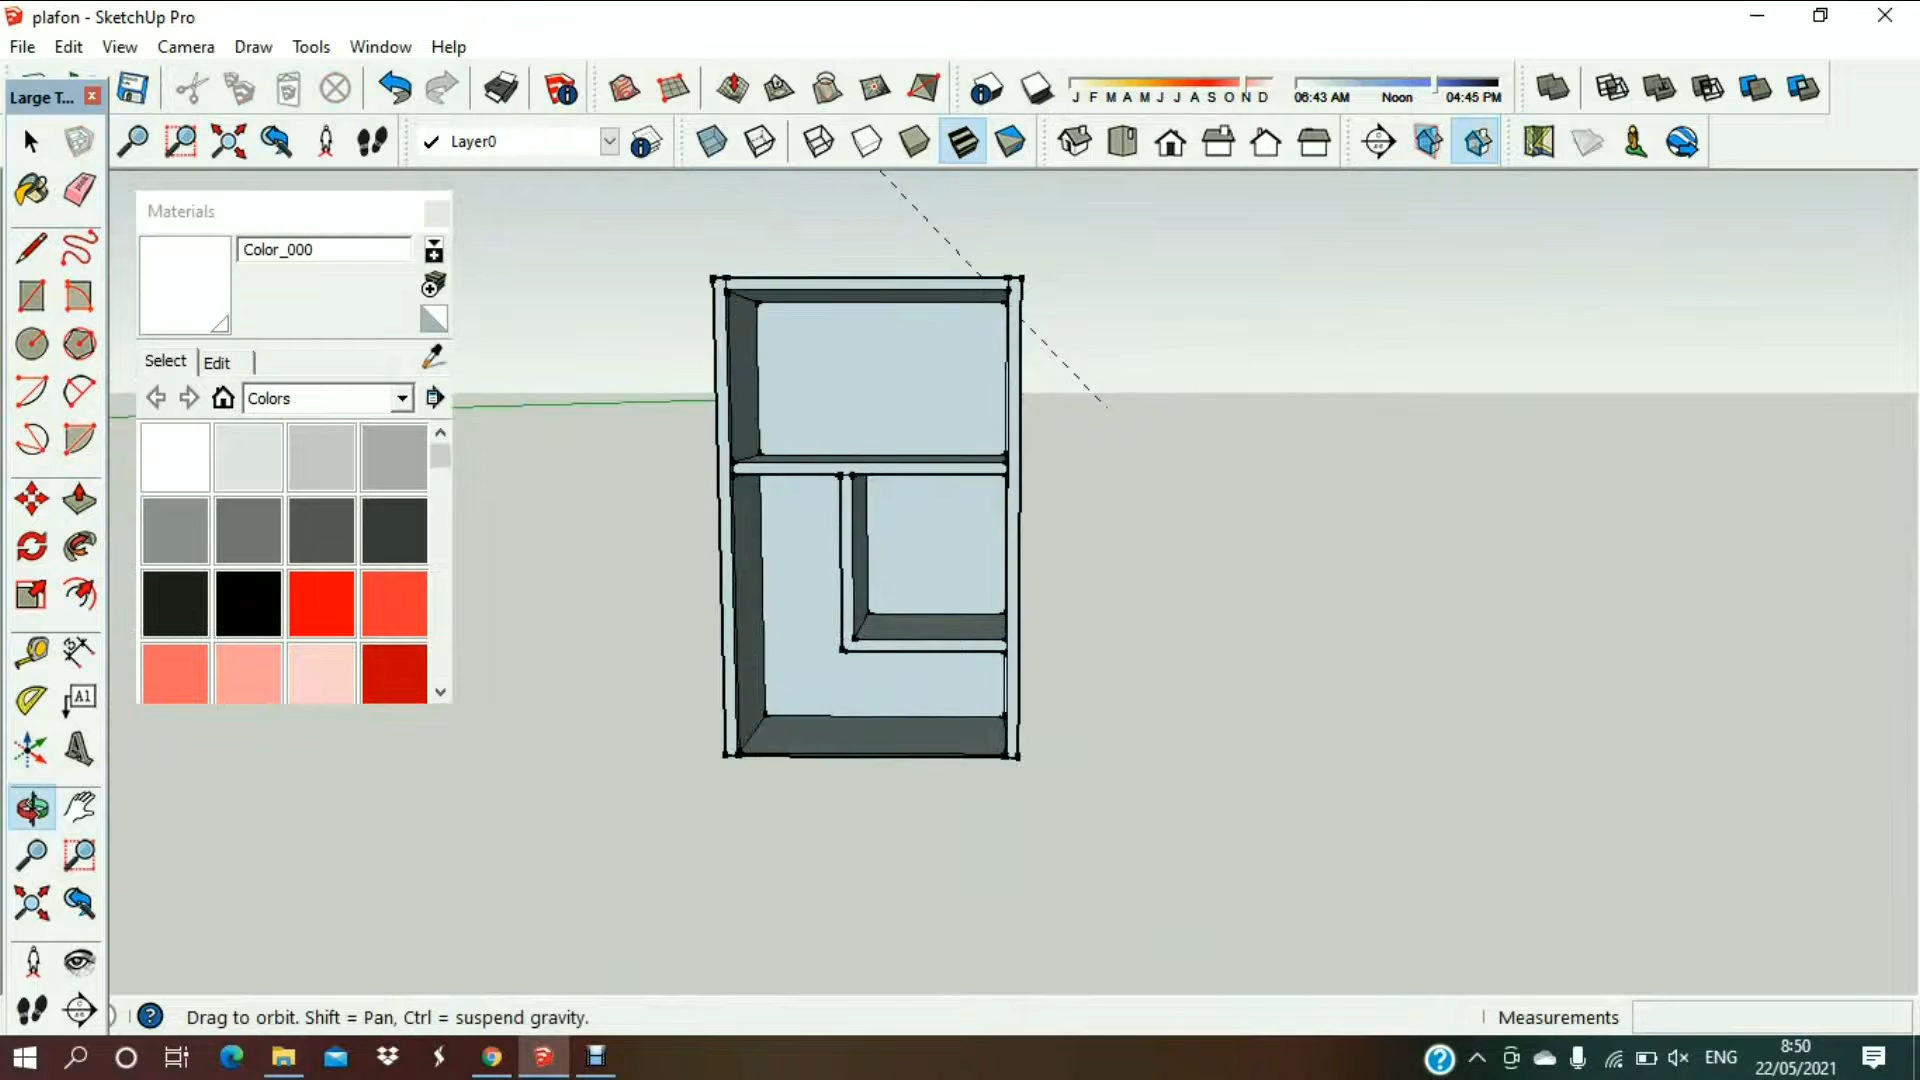 plafon - SketchUp Pro
File Edit View Camera Draw Tools Window Help
Large T...
J F M A M J J A S O N D
06:43 AM Noon 04:45 PM
Layer0
Materials
Color_000
Select Edit
Colors
A1
Drag to orbit. Shift = Pan, Ctrl = suspend gravity.
Measurements
ENG
8:50
22/05/2021